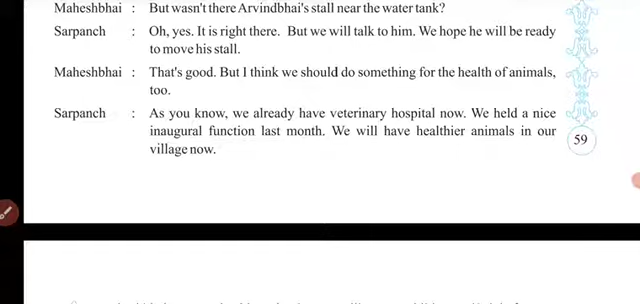 Maheshbhai : But wasn't there Arvindbhai's stall near the water tank?
Sarpanch : Oh, yes. It is right there. But we will talk to him. We hope he will be ready
to move his stall.
Maheshbhai : That's good. But I think we should do something for the health of animals,
too.
Sarpanch : As you know, we already have veterinary hospital now. We held a nice
inaugural function last month. We will have healthier animals in our
village now.
59